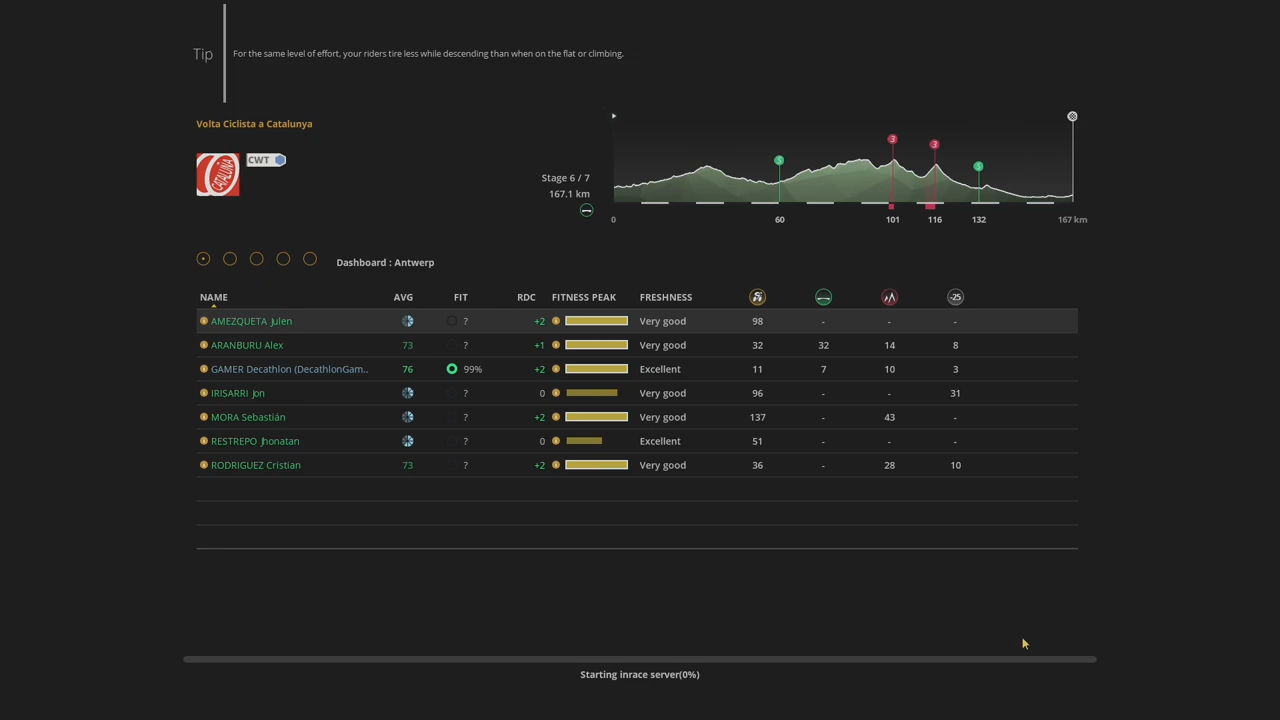 Tip
For the same level of effort, your riders tire less while descending than when on the flat or climbing.
Volta Ciclista a Catalunya
CATALUNYA
CWT
Stage 6 / 7
167.1 km
S 3 3 S
0 60 101 116 132 167 km
Dashboard : Antwerp
NAME AVG FIT RDC FITNESS PEAK FRESHNESS -25
AMEZQUETA Julen ? +2 Very good 98 - - -
ARANBURU Alex 73 ? +1 Very good 32 32 14 8
GAMER Decathlon (DecathlonGam.. 76 99% +2 Excellent 11 7 10 3
IRISARRI Jon ? 0 Very good 96 - - 31
MORA Sebastián ? +2 Very good 137 - 43 -
RESTREPO Jhonatan ? 0 Excellent 51 - - -
RODRIGUEZ Cristian 73 ? +2 Very good 36 - 28 10
Starting inrace server(0%)